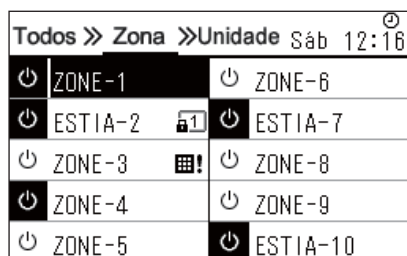 Todos » Zona »Unidade Sáb 12:16
ZONE-1 ZONE-6
ESTIA-2 1 ESTIA-7
ZONE-3 ! ZONE-8
ZONE-4 ZONE-9
ZONE-5 ESTIA-10